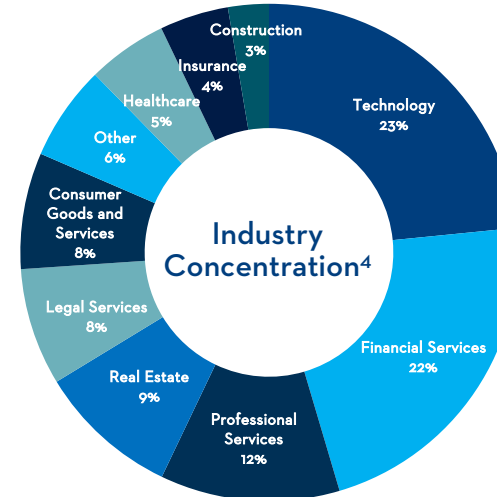 Construction
3%
Insurance
4%
Healthcare
5%
Other
6%
Consumer
Goods and
Services
8%
Legal Services
8%
Real Estate
9%
Professional
Services
12%
Financial Services
22%
Technology
23%
Industry
Concentration⁴